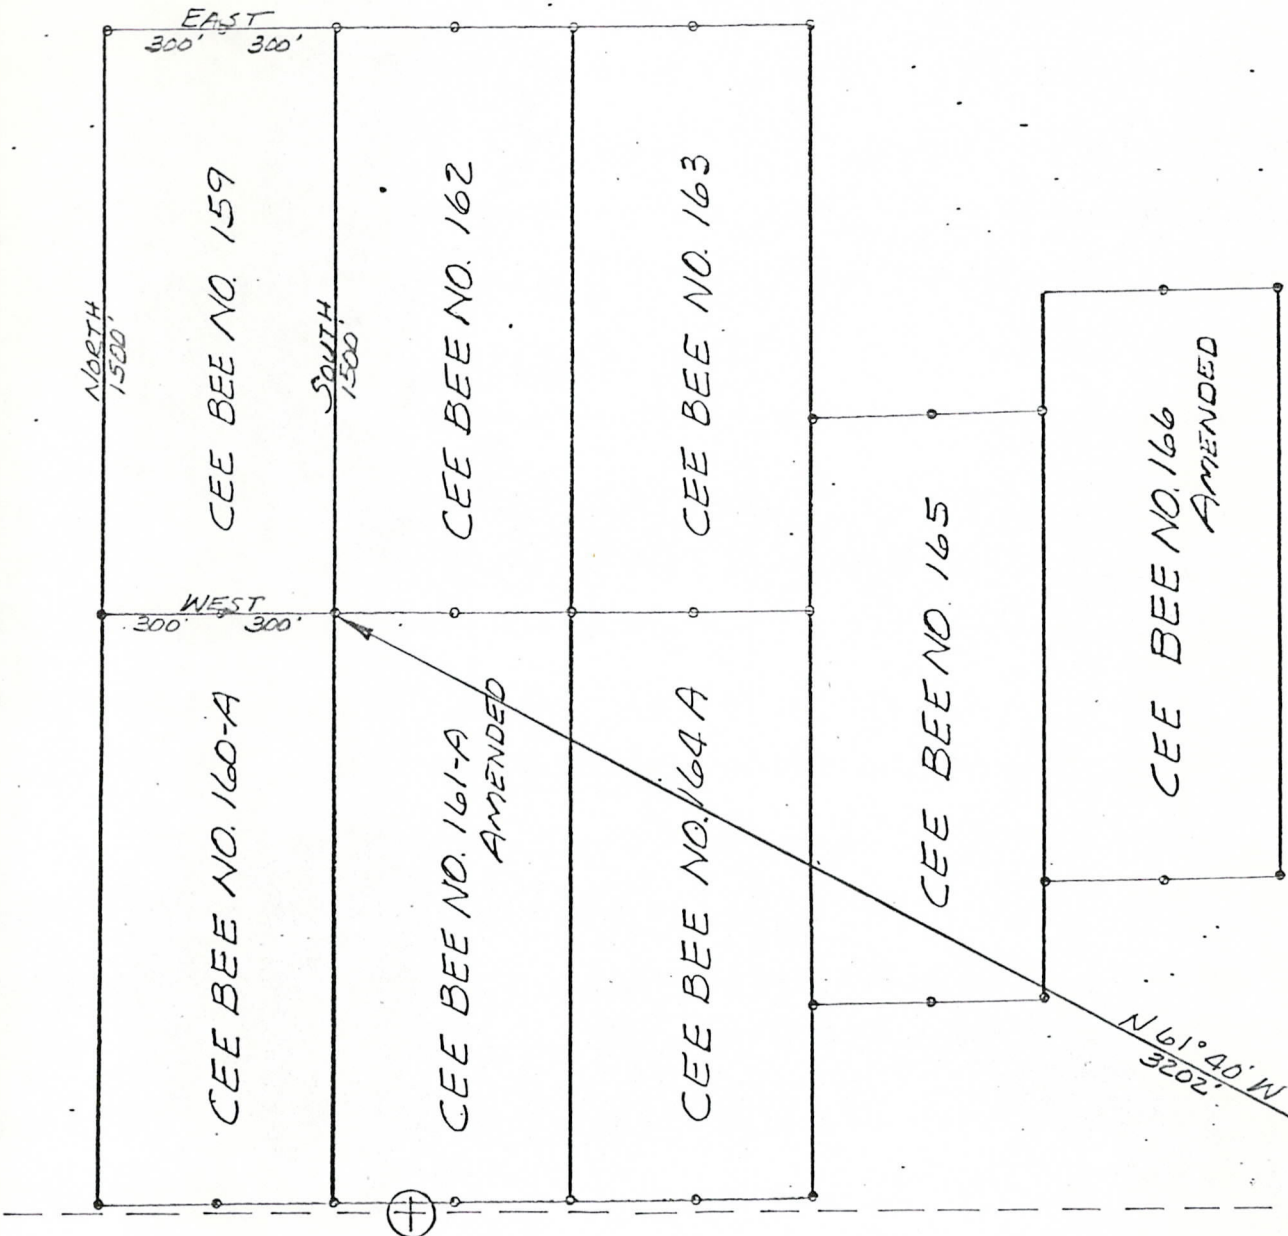 EAST
300' 300'
NORTH
1500'
CEE BEE NO. 159
SOUTH
1500'
CEE BEE NO. 162
CEE BEE NO. 163
CEE BEE NO. 165
CEE BEE NO. 166
AMENDED
WEST
300' 300'
CEE BEE NO. 160-A
CEE BEE NO. 161-A
AMENDED
CEE BEE NO. 164 A
N 61° 40' W
3202'